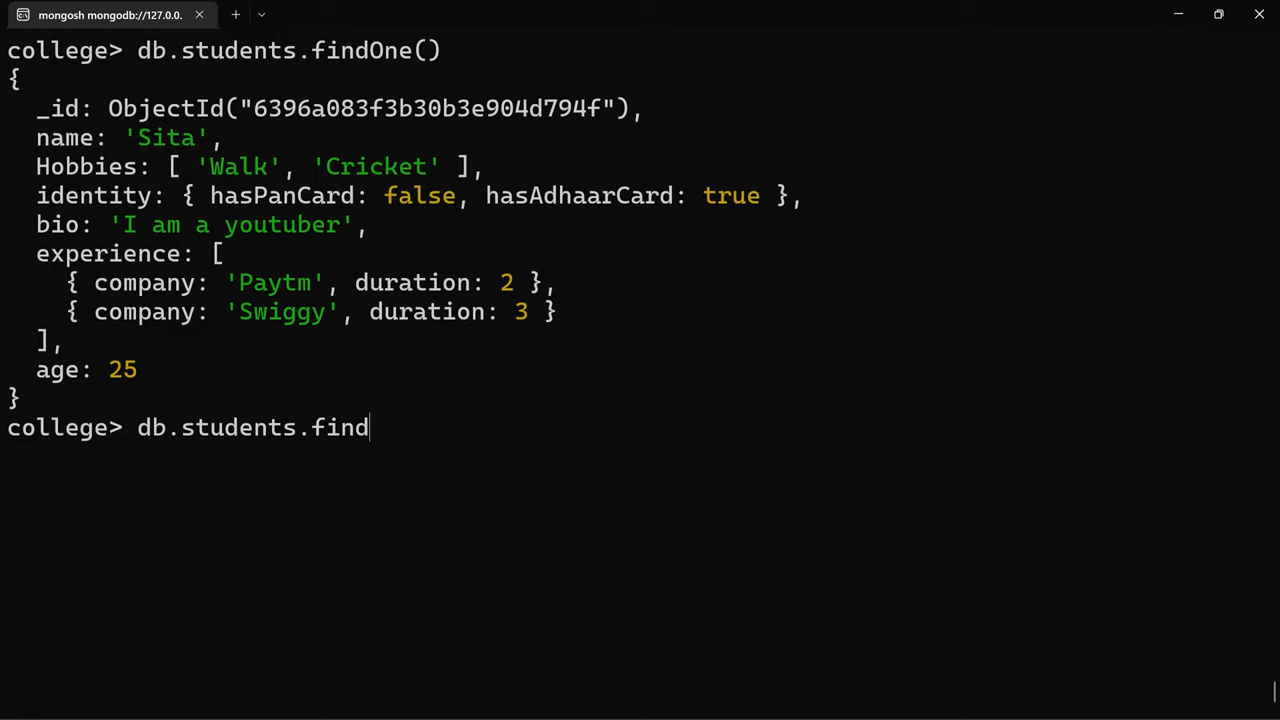 mongosh mongodb://127.0.0.
college> db.students.findOne()
{
  _id: ObjectId("6396a083f3b30b3e904d794f"),
  name: 'Sita',
  Hobbies: [ 'Walk', 'Cricket' ],
  identity: { hasPanCard: false, hasAdhaarCard: true },
  bio: 'I am a youtuber',
  experience: [
    { company: 'Paytm', duration: 2 },
    { company: 'Swiggy', duration: 3 }
  ],
  age: 25
}
college> db.students.find